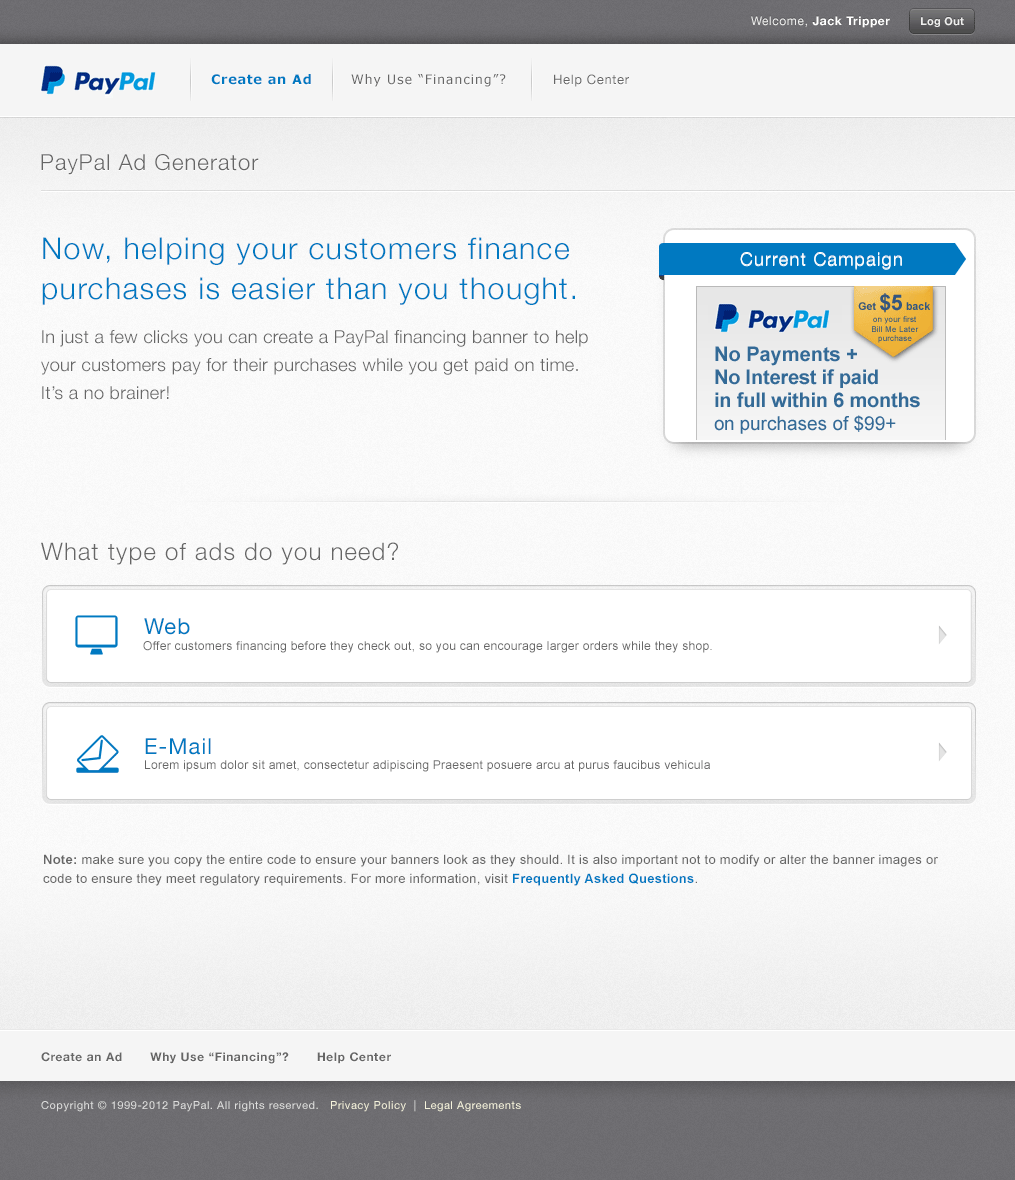 Welcome, Jack Tripper
Log Out
PayPal
Create an Ad
Why Use “Financing”?
Help Center
PayPal Ad Generator
Now, helping your customers finance
purchases is easier than you thought.
In just a few clicks you can create a PayPal financing banner to help
your customers pay for their purchases while you get paid on time.
It’s a no brainer!
Current Campaign
PayPal
Get $5 back
on your first
Bill Me Later
purchase
No Payments +
No Interest if paid
in full within 6 months
on purchases of $99+
What type of ads do you need?
Web
Offer customers financing before they check out, so you can encourage larger orders while they shop.
E-Mail
Lorem ipsum dolor sit amet, consectetur adipiscing Praesent posuere arcu at purus faucibus vehicula
Note: make sure you copy the entire code to ensure your banners look as they should. It is also important not to modify or alter the banner images or
code to ensure they meet regulatory requirements. For more information, visit Frequently Asked Questions.
Create an Ad
Why Use “Financing”?
Help Center
Copyright © 1999-2012 PayPal. All rights reserved. Privacy Policy | Legal Agreements